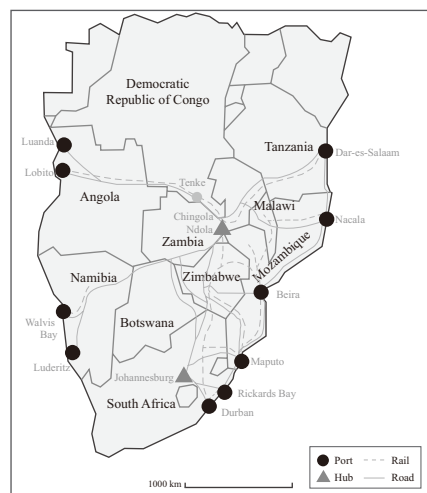 Democratic
Republic of Congo
Luanda
Tanzania
Dar-es-Salaam
Lobito
Tenke
Angola
Malawi
Chingola
Ndola
Nacala
Zambia
Mozambique
Namibia
Zimbabwe
Beira
Walvis
Bay
Botswana
Luderitz
Maputo
Johannesburg
Rickards Bay
South Africa
Durban
Port
Rail
Hub
Road
1000 km